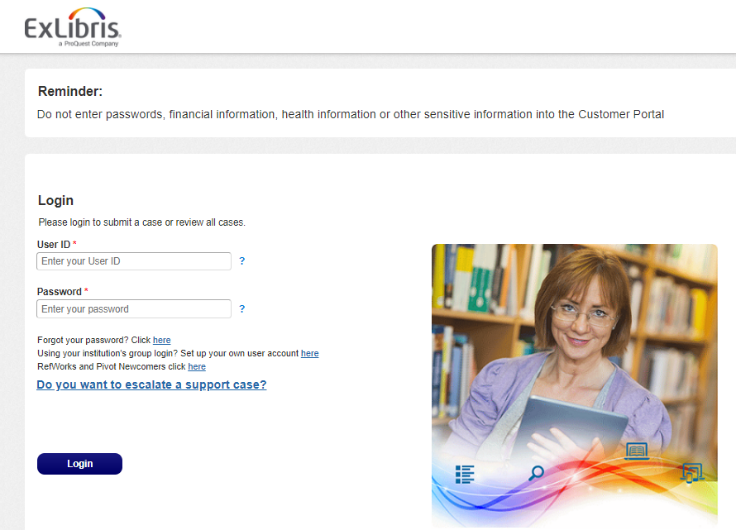 ExLibris
a ProQuest Company
Reminder:
Do not enter passwords, financial information, health information or other sensitive information into the Customer Portal
Login
Please login to submit a case or review all cases.
User ID *
Enter your User ID ?
Password *
Enter your password ?
Forgot your password? Click here
Using your institution's group login? Set up your own user account here
RefWorks and Pivot Newcomers click here
Do you want to escalate a support case?
Login